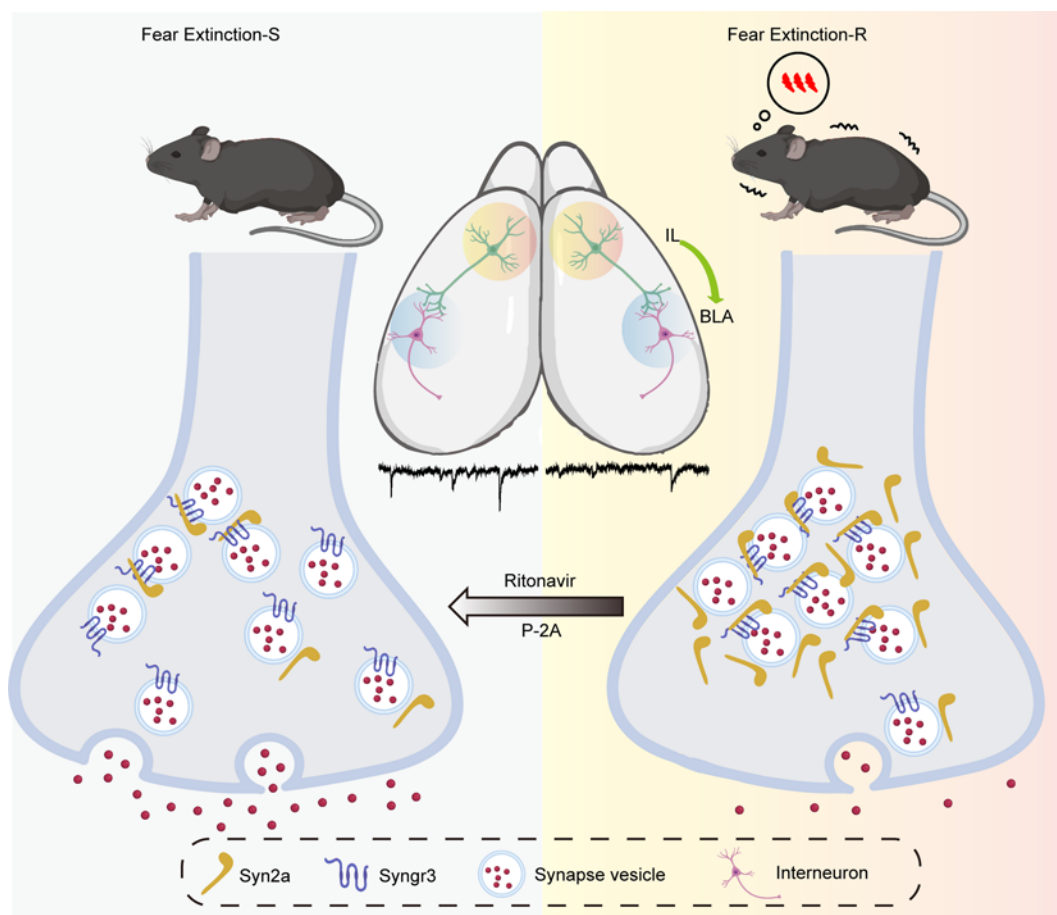 Fear Extinction-S
Fear Extinction-R
IL
BLA
Ritonavir
P-2A
Syn2a
Syngr3
Synapse vesicle
Interneuron